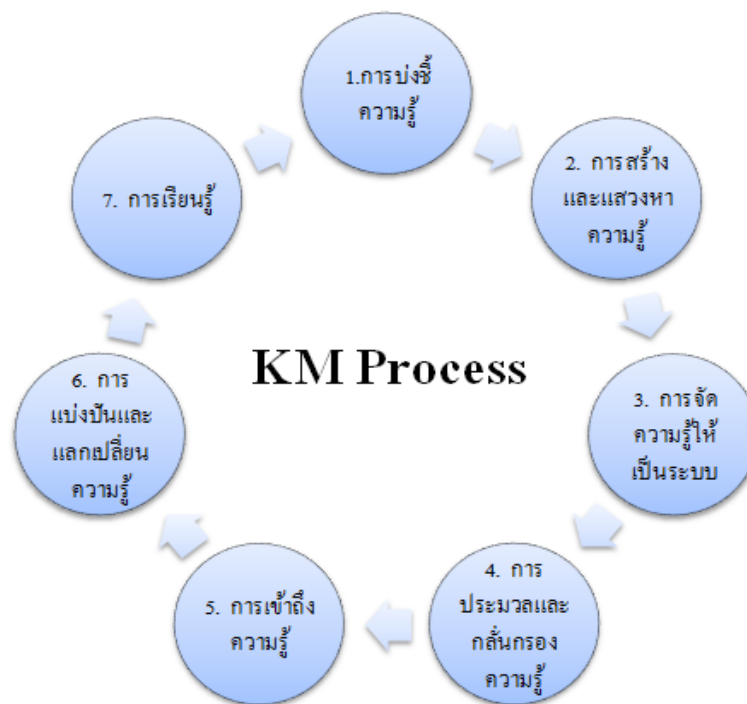 1.การบ่งชี้
ความรู้
2. การสร้าง
และแสวงหา
ความรู้
3. การจัด
ความรู้ให้
เป็นระบบ
4. การ
ประมวลและ
กลั่นกรอง
ความรู้
5. การเข้าถึง
ความรู้
6. การ
แบ่งปันและ
แลกเปลี่ยน
ความรู้
7. การเรียนรู้
KM Process